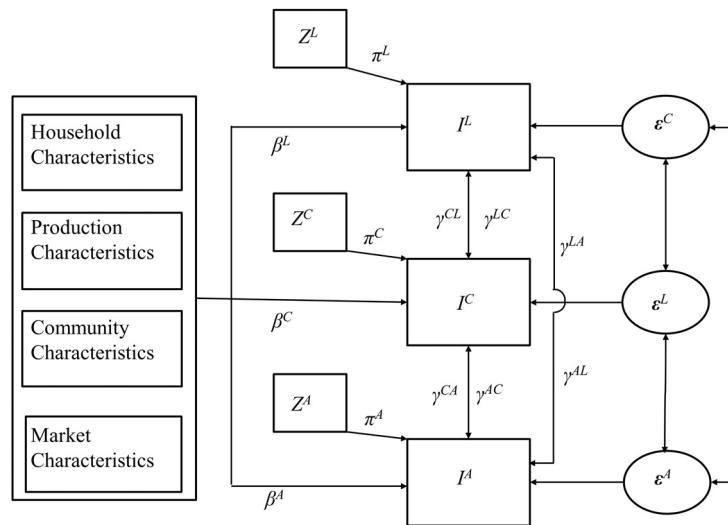 Z^L
π^L
Household
Characteristics
β^L
I^L
ε^C
Production
Characteristics
Z^C
π^C
γ^CL
γ^LC
γ^LA
Community
Characteristics
β^C
I^C
ε^L
Market
Characteristics
Z^A
π^A
γ^CA
γ^AC
γ^AL
β^A
I^A
ε^A